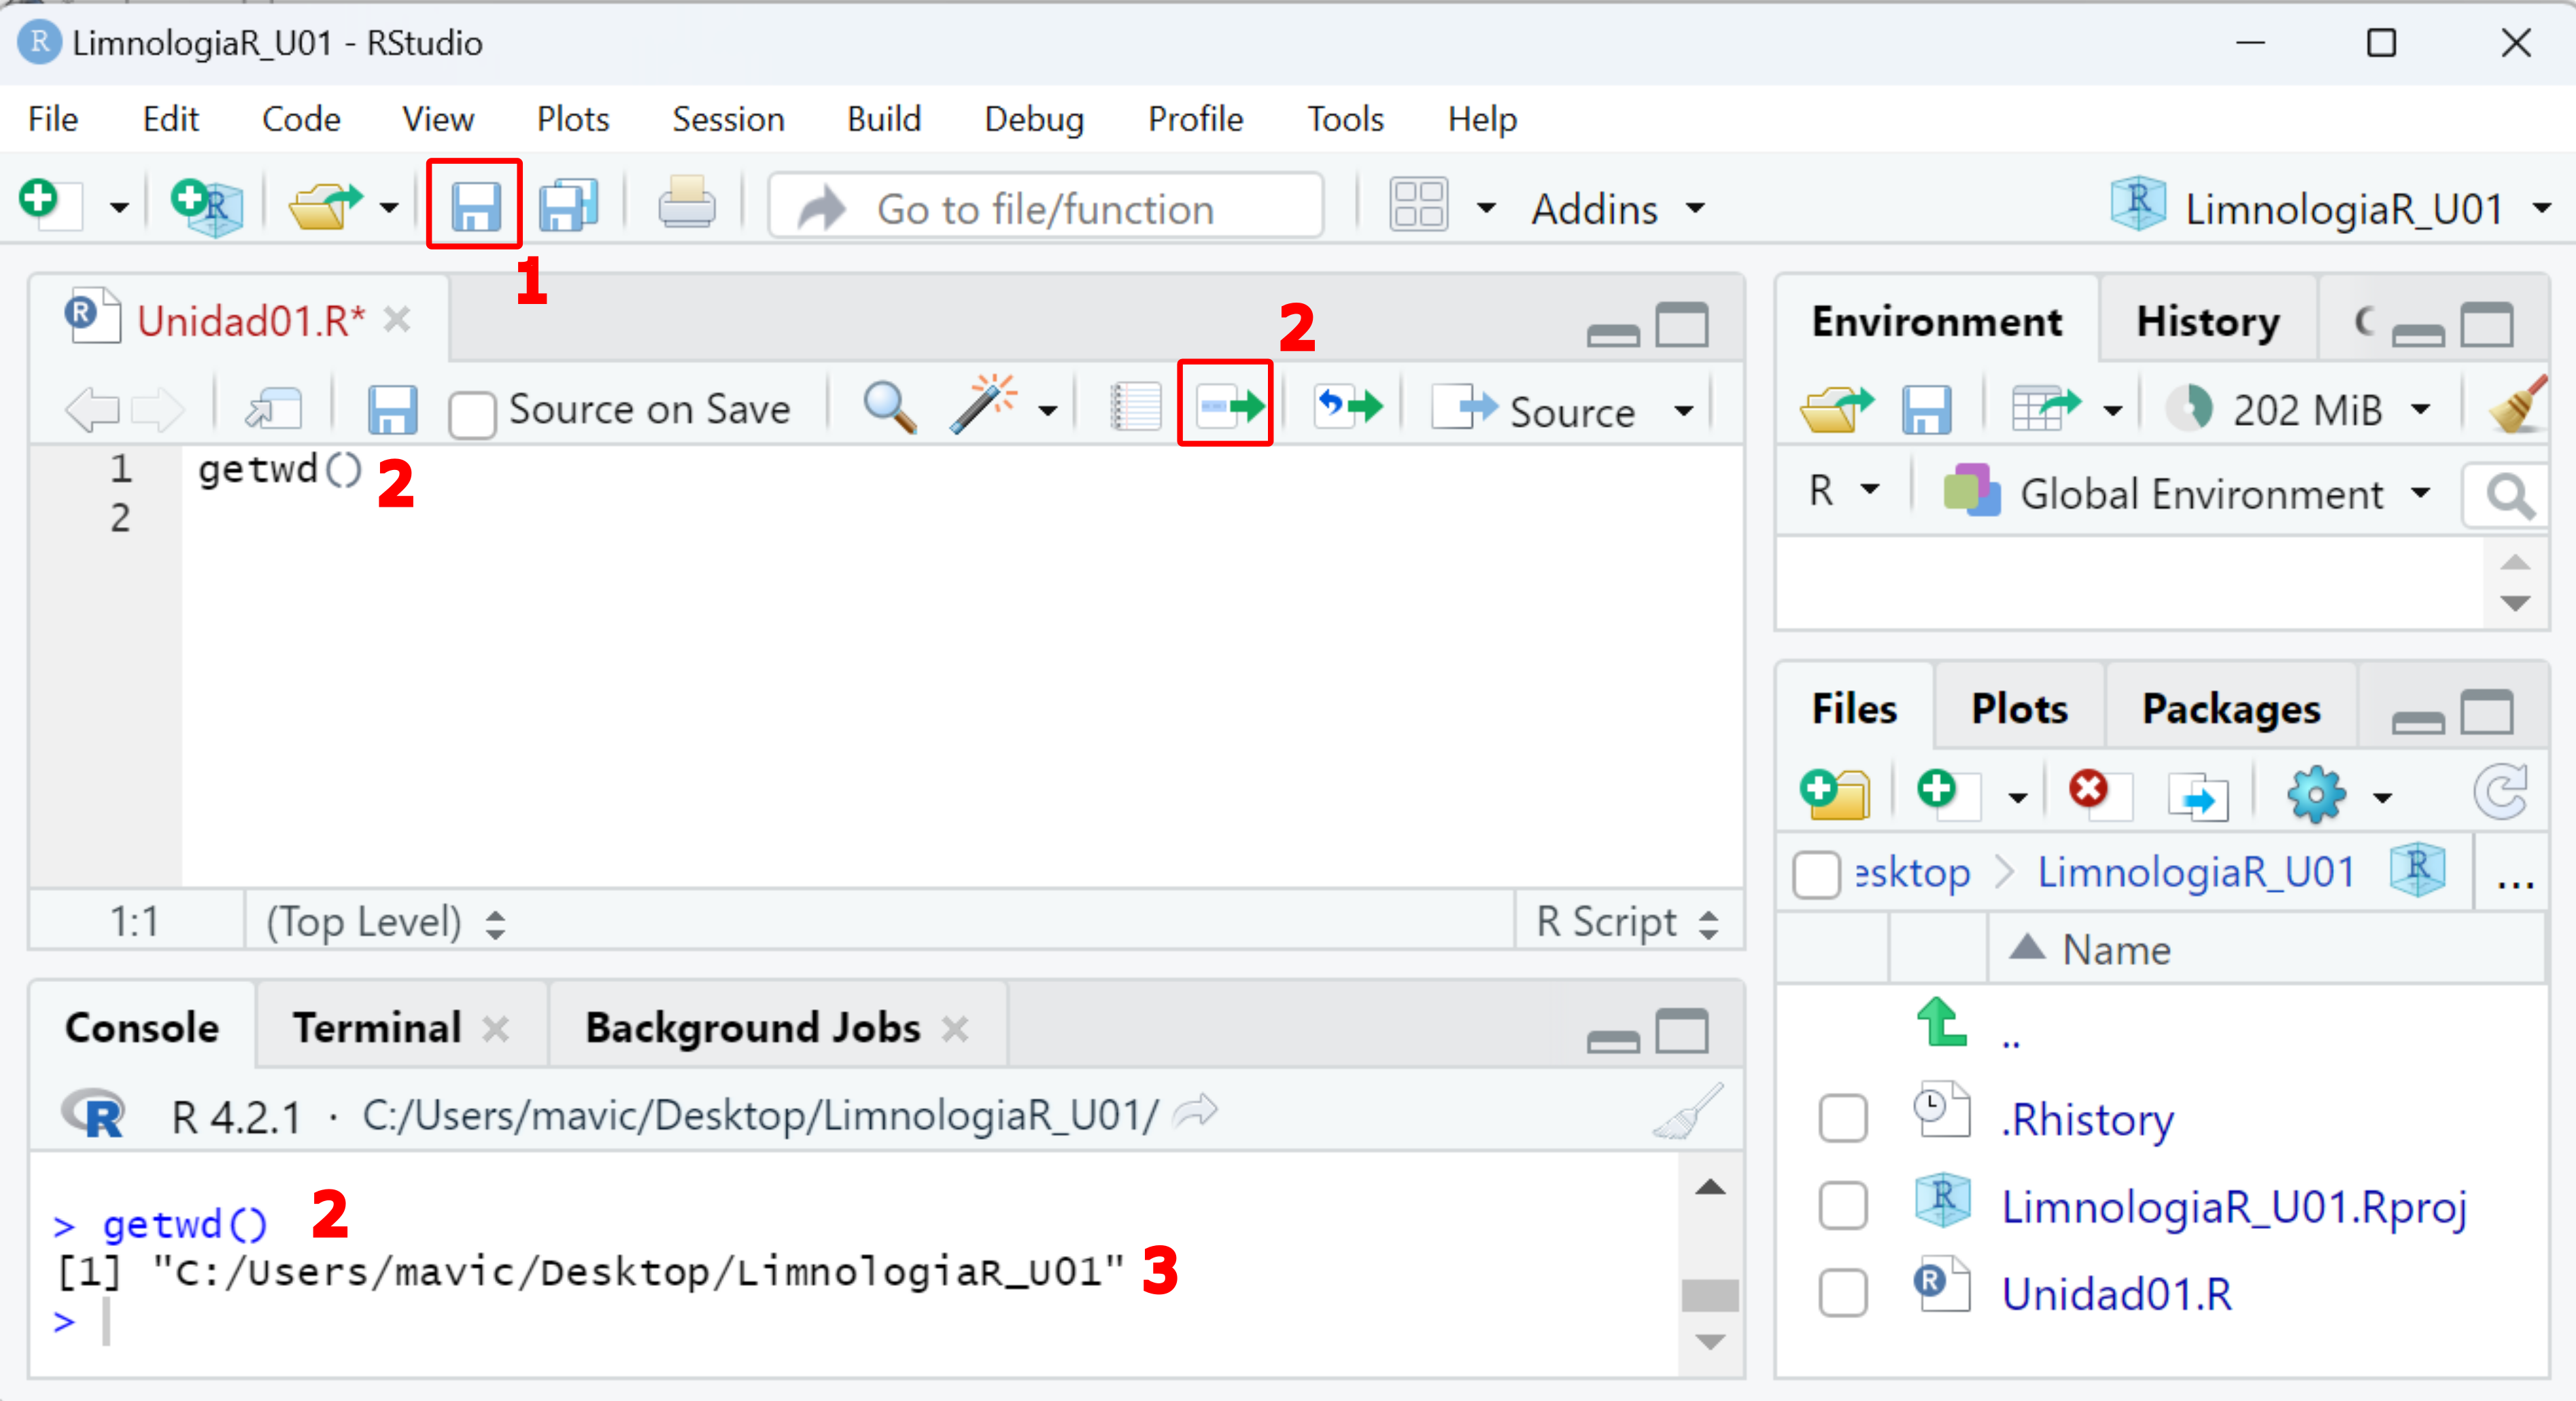 LimnologiaR_U01 - RStudio
File Edit Code View Plots Session Build Debug Profile Tools Help
Go to file/function Addins LimnologiaR_U01
1
Unidad01.R*
2
Source on Save Source
1 getwd() 2
2
1:1 (Top Level) R Script
Console Terminal Background Jobs
R 4.2.1 · C:/Users/mavic/Desktop/LimnologiaR_U01/
> getwd() 2
[1] "C:/Users/mavic/Desktop/LimnologiaR_U01" 3
>
Environment History
202 MiB
R Global Environment
Files Plots Packages
esktop > LimnologiaR_U01 ...
Name
..
.Rhistory
LimnologiaR_U01.Rproj
Unidad01.R